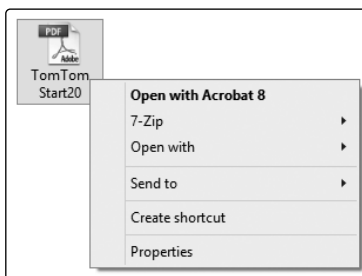 PDF
Adobe
TomTom
Start20
Open with Acrobat 8
7-Zip
Open with
Send to
Create shortcut
Properties